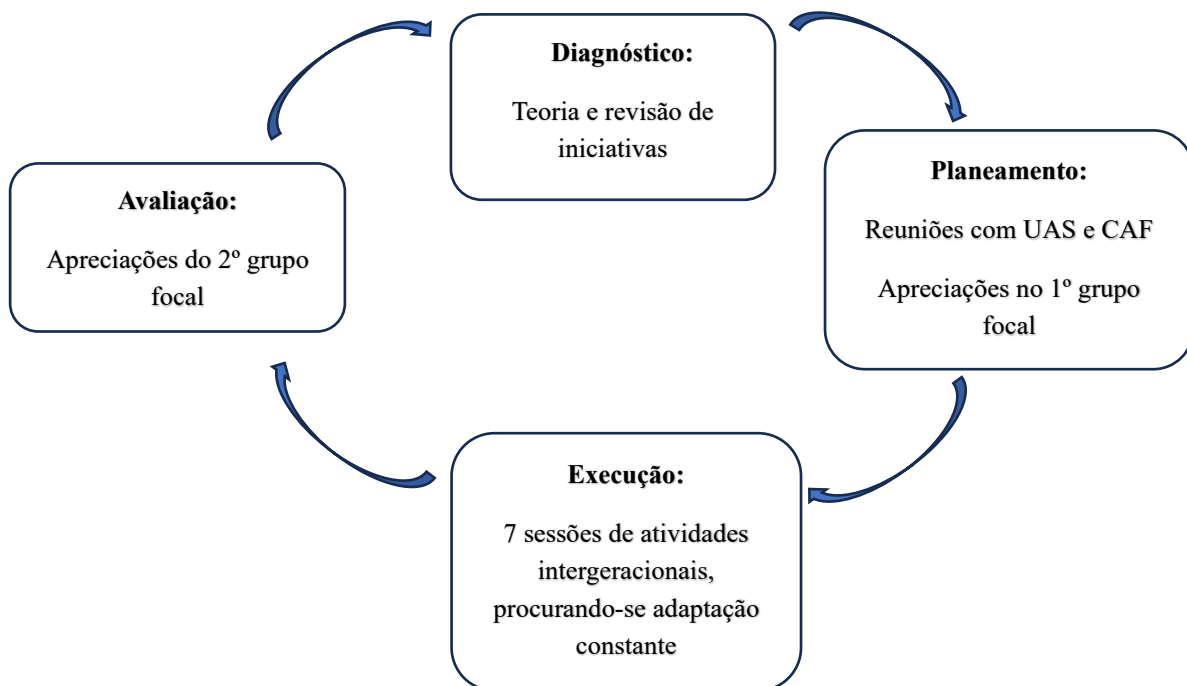 Diagnóstico:
Teoria e revisão de
iniciativas
Planeamento:
Reuniões com UAS e CAF
Apreciações no 1º grupo
focal
Execução:
7 sessões de atividades
intergeracionais,
procurando-se adaptação
constante
Avaliação:
Apreciações do 2º grupo
focal